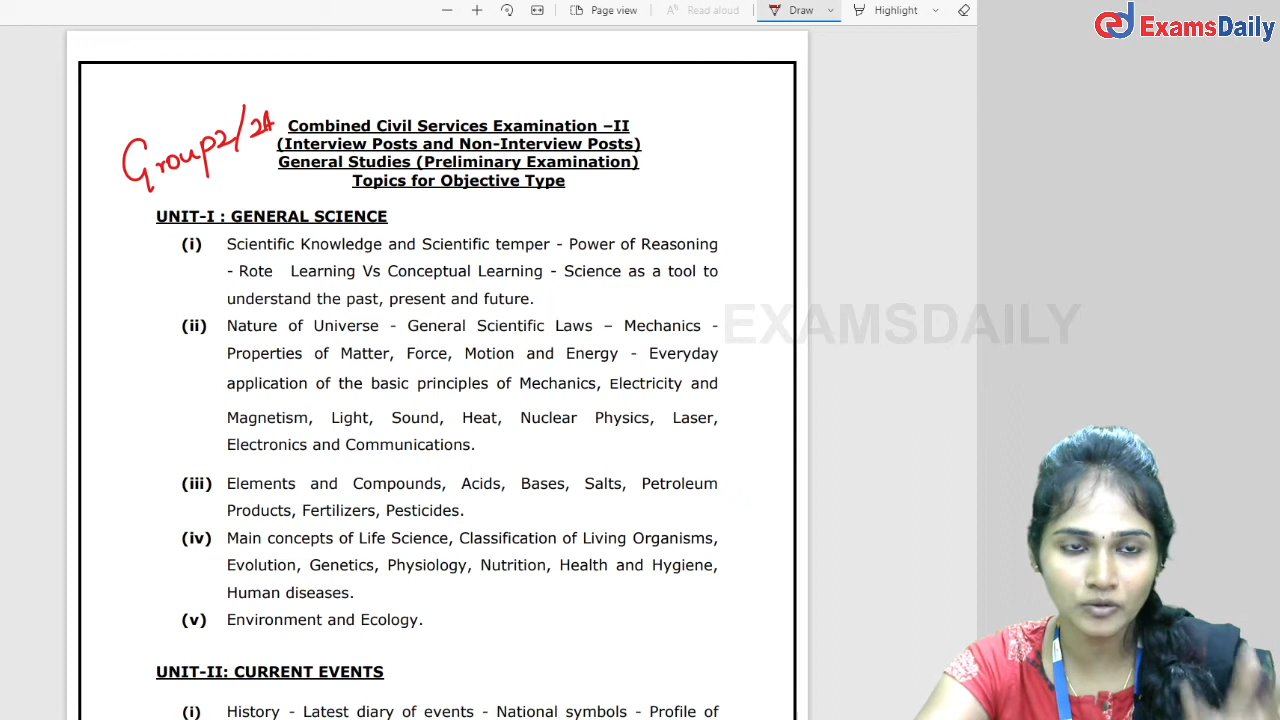 Page view
Read aloud
Draw
Highlight
ExamsDaily
Group2/2A
Combined Civil Services Examination –II
(Interview Posts and Non-Interview Posts)
General Studies (Preliminary Examination)
Topics for Objective Type
UNIT-I : GENERAL SCIENCE
(i) Scientific Knowledge and Scientific temper - Power of Reasoning
- Rote Learning Vs Conceptual Learning - Science as a tool to
understand the past, present and future.
(ii) Nature of Universe - General Scientific Laws – Mechanics -
Properties of Matter, Force, Motion and Energy - Everyday
application of the basic principles of Mechanics, Electricity and
Magnetism, Light, Sound, Heat, Nuclear Physics, Laser,
Electronics and Communications.
(iii) Elements and Compounds, Acids, Bases, Salts, Petroleum
Products, Fertilizers, Pesticides.
(iv) Main concepts of Life Science, Classification of Living Organisms,
Evolution, Genetics, Physiology, Nutrition, Health and Hygiene,
Human diseases.
(v) Environment and Ecology.
UNIT-II: CURRENT EVENTS
(i) History - Latest diary of events - National symbols - Profile of
EXAMSDAILY